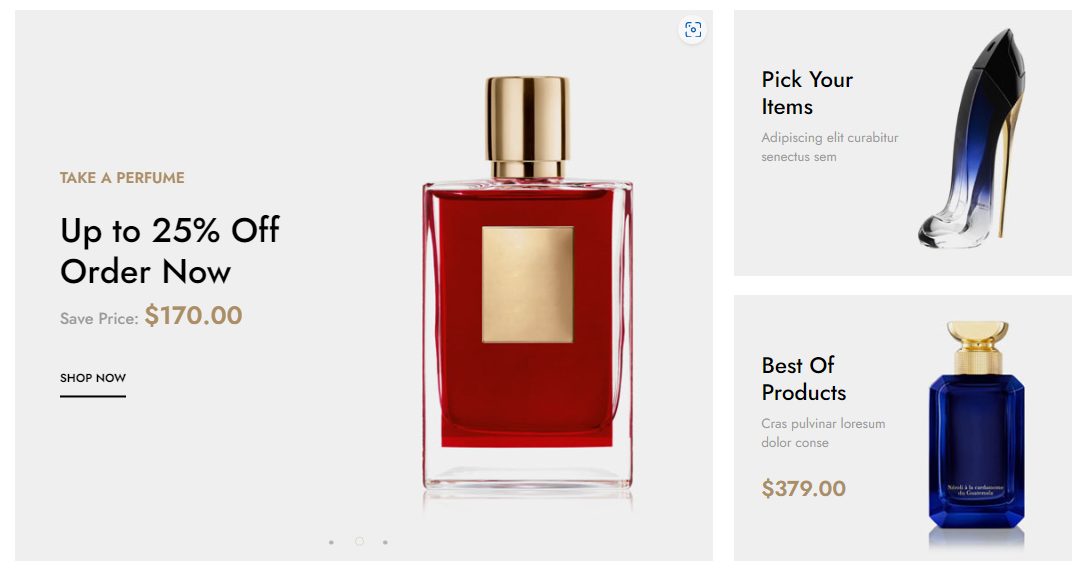 TAKE A PERFUME
Up to 25% Off
Order Now
Save Price: $170.00
SHOP NOW
Pick Your
Items
Adipiscing elit curabitur
senectus sem
Best Of
Products
Cras pulvinar loresum
dolor conse
$379.00
Néroli à la cardamome
du Guatemala